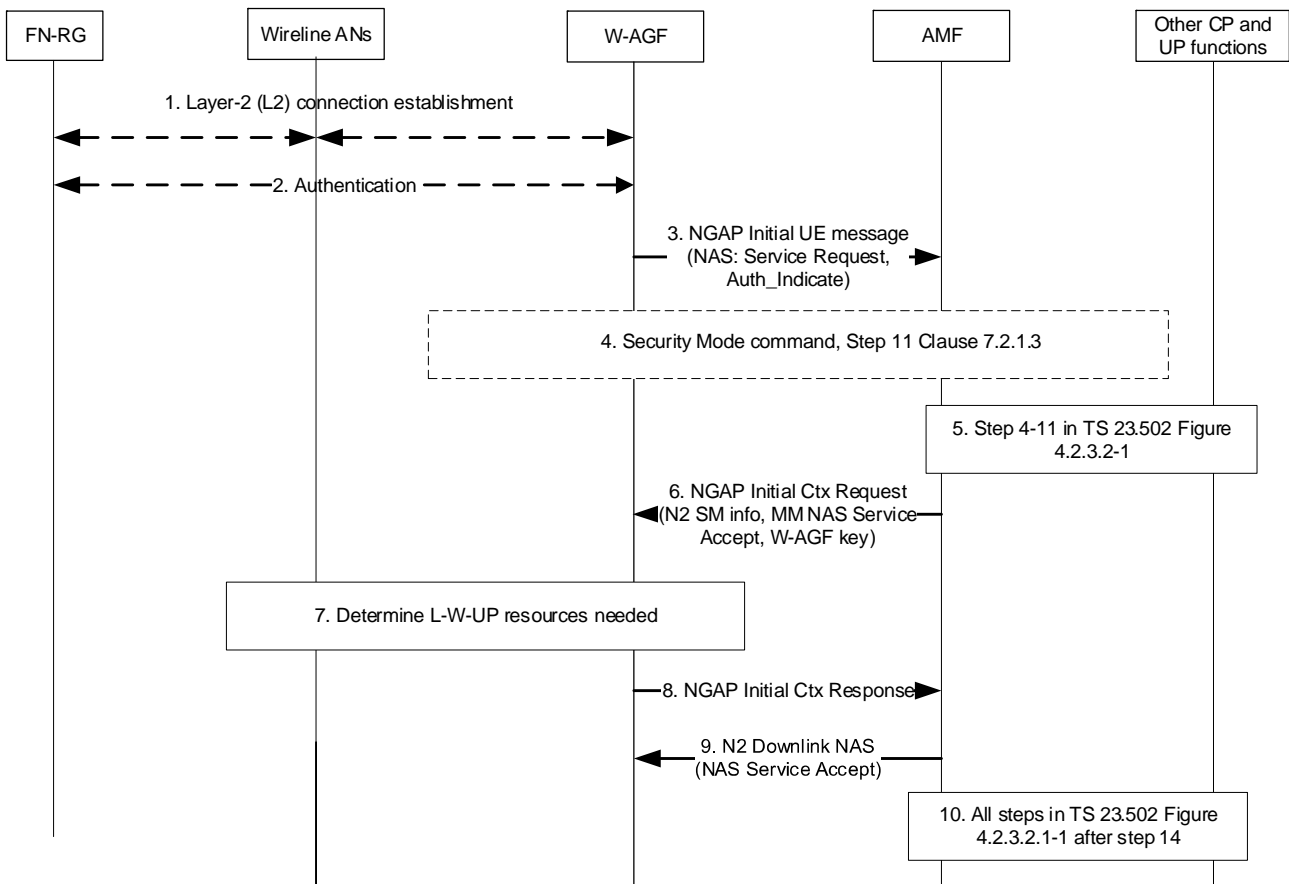 FN-RG
Wireline ANs
W-AGF
AMF
Other CP and
UP functions
1. Layer-2 (L2) connection establishment
2. Authentication
3. NGAP Initial UE message
(NAS: Service Request,
Auth_Indicate)
4. Security Mode command, Step 11 Clause 7.2.1.3
5. Step 4-11 in TS 23.502 Figure
4.2.3.2-1
6. NGAP Initial Ctx Request
(N2 SM info, MM NAS Service
Accept, W-AGF key)
7. Determine L-W-UP resources needed
8. NGAP Initial Ctx Response
9. N2 Downlink NAS
(NAS Service Accept)
10. All steps in TS 23.502 Figure
4.2.3.2.1-1 after step 14